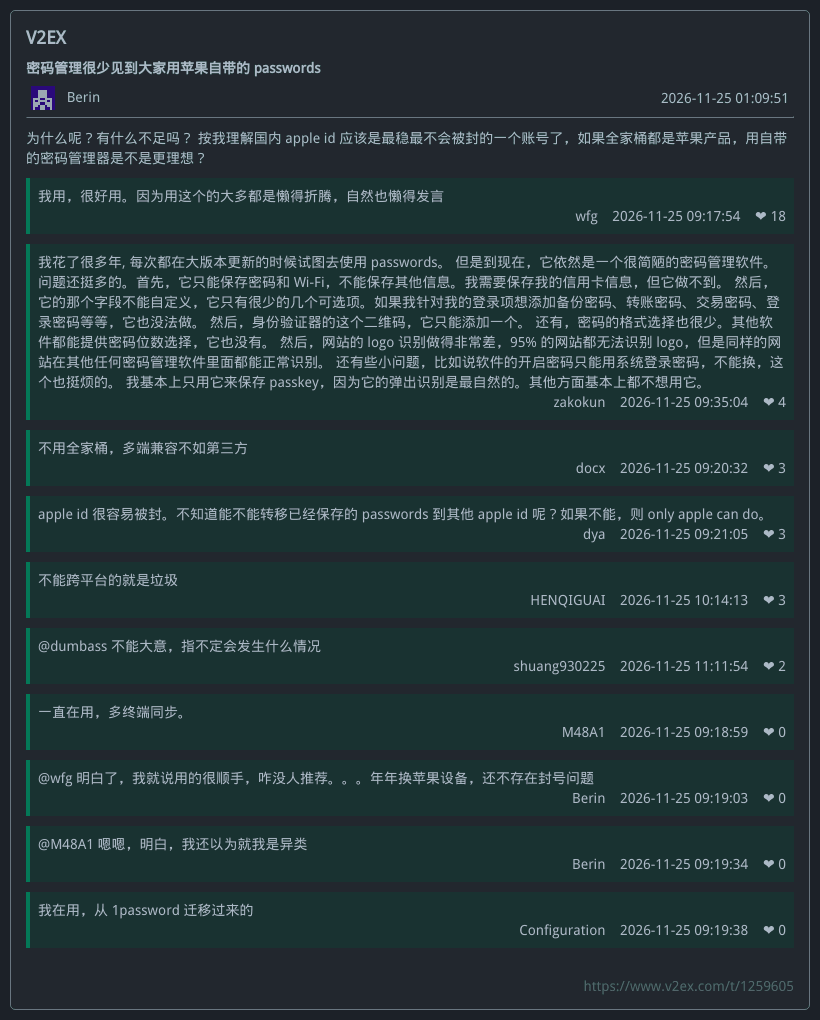 V2EX
密码管理很少见到大家用苹果自带的 passwords
Berin
2026-11-25 01:09:51
为什么呢？有什么不足吗？ 按我理解国内 apple id 应该是最稳最不会被封的一个账号了，如果全家桶都是苹果产品，用自带
的密码管理器是不是更理想？
我用，很好用。因为用这个的大多都是懒得折腾，自然也懒得发言
wfg 2026-11-25 09:17:54 ❤ 18
我花了很多年, 每次都在大版本更新的时候试图去使用 passwords。 但是到现在，它依然是一个很简陋的密码管理软件。
问题还挺多的。首先，它只能保存密码和 Wi-Fi，不能保存其他信息。我需要保存我的信用卡信息，但它做不到。 然后，
它的那个字段不能自定义，它只有很少的几个可选项。如果我针对我的登录项想添加备份密码、转账密码、交易密码、登
录密码等等，它也没法做。 然后，身份验证器的这个二维码，它只能添加一个。 还有，密码的格式选择也很少。其他软
件都能提供密码位数选择，它也没有。 然后，网站的 logo 识别做得非常差，95% 的网站都无法识别 logo，但是同样的网
站在其他任何密码管理软件里面都能正常识别。 还有些小问题，比如说软件的开启密码只能用系统登录密码，不能换，这
个也挺烦的。 我基本上只用它来保存 passkey，因为它的弹出识别是最自然的。其他方面基本上都不想用它。
zakokun 2026-11-25 09:35:04 ❤ 4
不用全家桶，多端兼容不如第三方
docx 2026-11-25 09:20:32 ❤ 3
apple id 很容易被封。不知道能不能转移已经保存的 passwords 到其他 apple id 呢？如果不能，则 only apple can do。
dya 2026-11-25 09:21:05 ❤ 3
不能跨平台的就是垃圾
HENQIGUAI 2026-11-25 10:14:13 ❤ 3
@dumbass 不能大意，指不定会发生什么情况
shuang930225 2026-11-25 11:11:54 ❤ 2
一直在用，多终端同步。
M48A1 2026-11-25 09:18:59 ❤ 0
@wfg 明白了，我就说用的很顺手，咋没人推荐。。。年年换苹果设备，还不存在封号问题
Berin 2026-11-25 09:19:03 ❤ 0
@M48A1 嗯嗯，明白，我还以为就我是异类
Berin 2026-11-25 09:19:34 ❤ 0
我在用，从 1password 迁移过来的
Configuration 2026-11-25 09:19:38 ❤ 0
https://www.v2ex.com/t/1259605